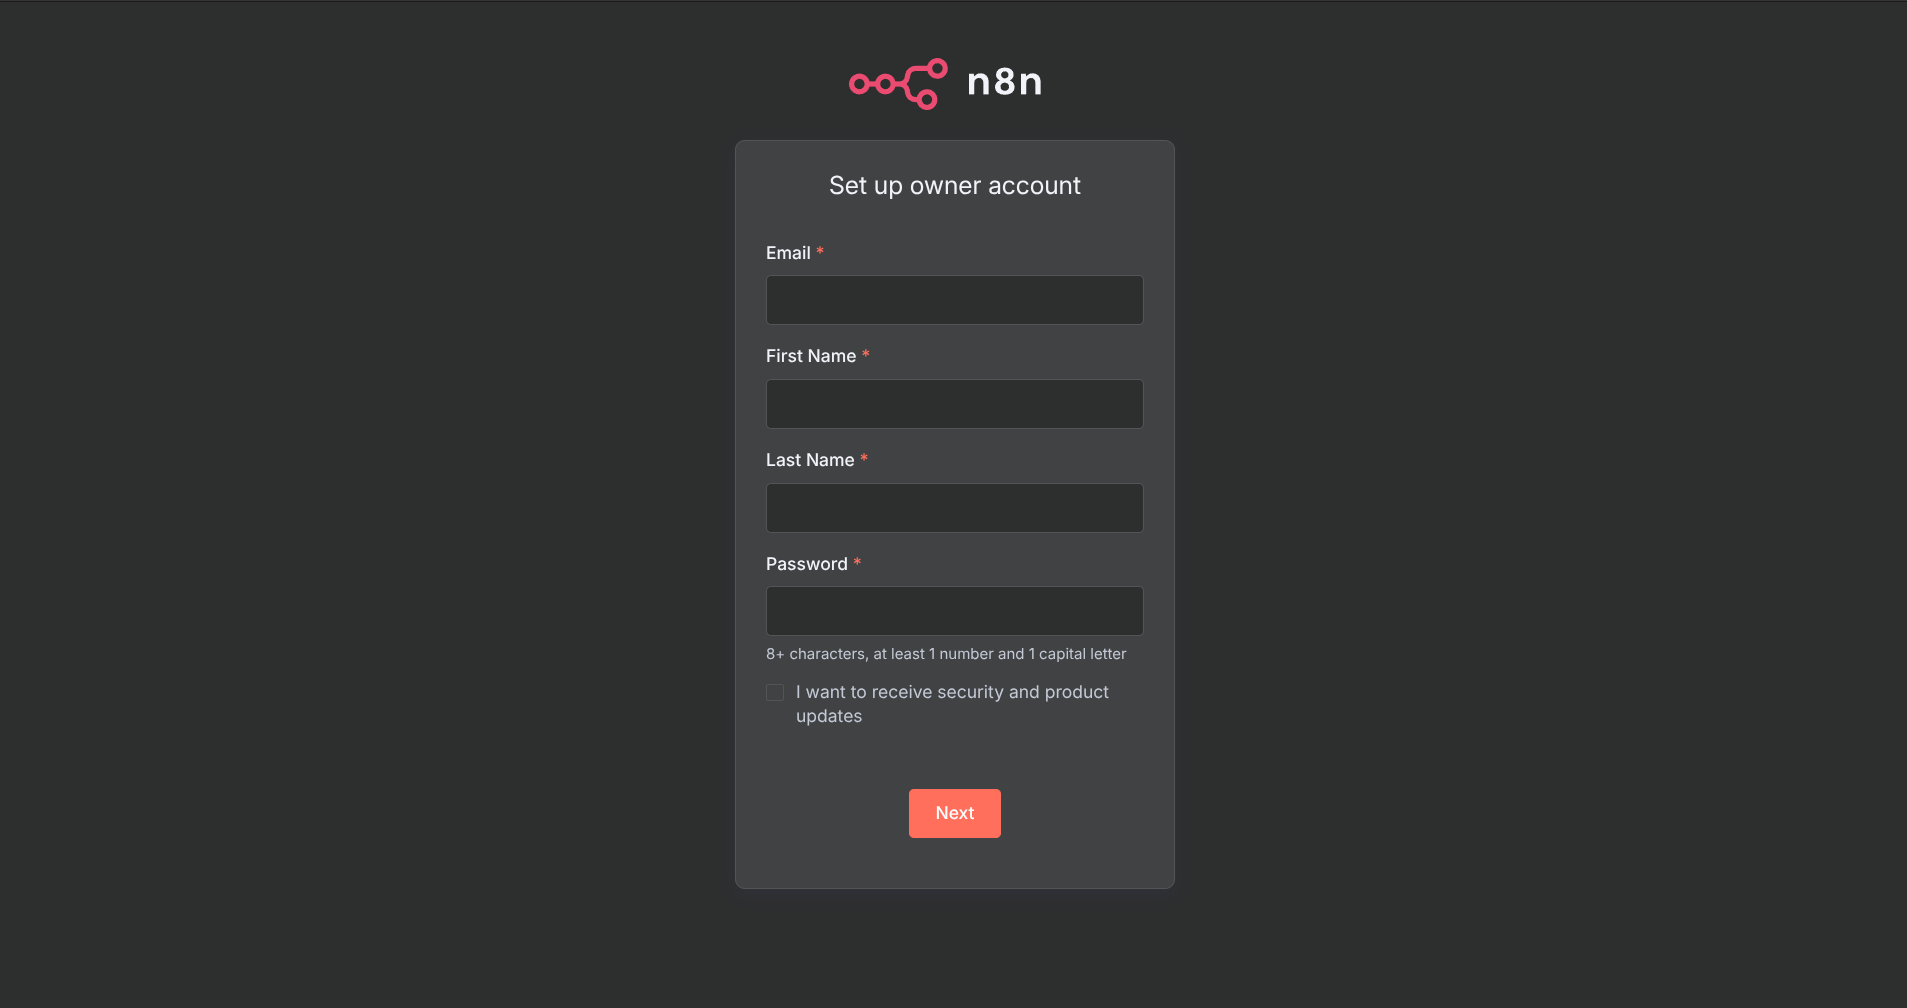 n8n
Set up owner account
Email *
First Name *
Last Name *
Password *
8+ characters, at least 1 number and 1 capital letter
I want to receive security and product
updates
Next